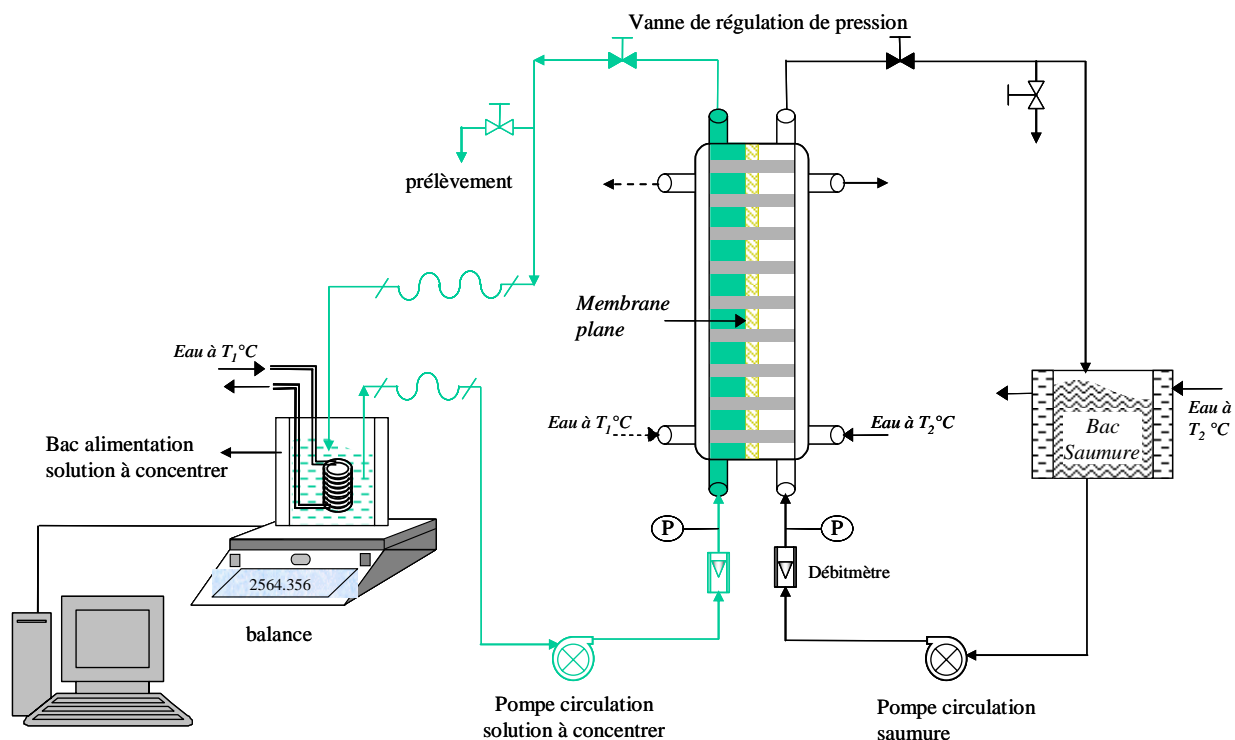 Vanne de régulation de pression
prélèvement
Membrane
plane
Eau à T₁°C
Eau à
T₂ °C
Bac
Saumure
Eau à T₁°C
Eau à T₂°C
Bac alimentation
solution à concentrer
P
P
Débitmètre
2564.356
balance
Pompe circulation
solution à concentrer
Pompe circulation
saumure